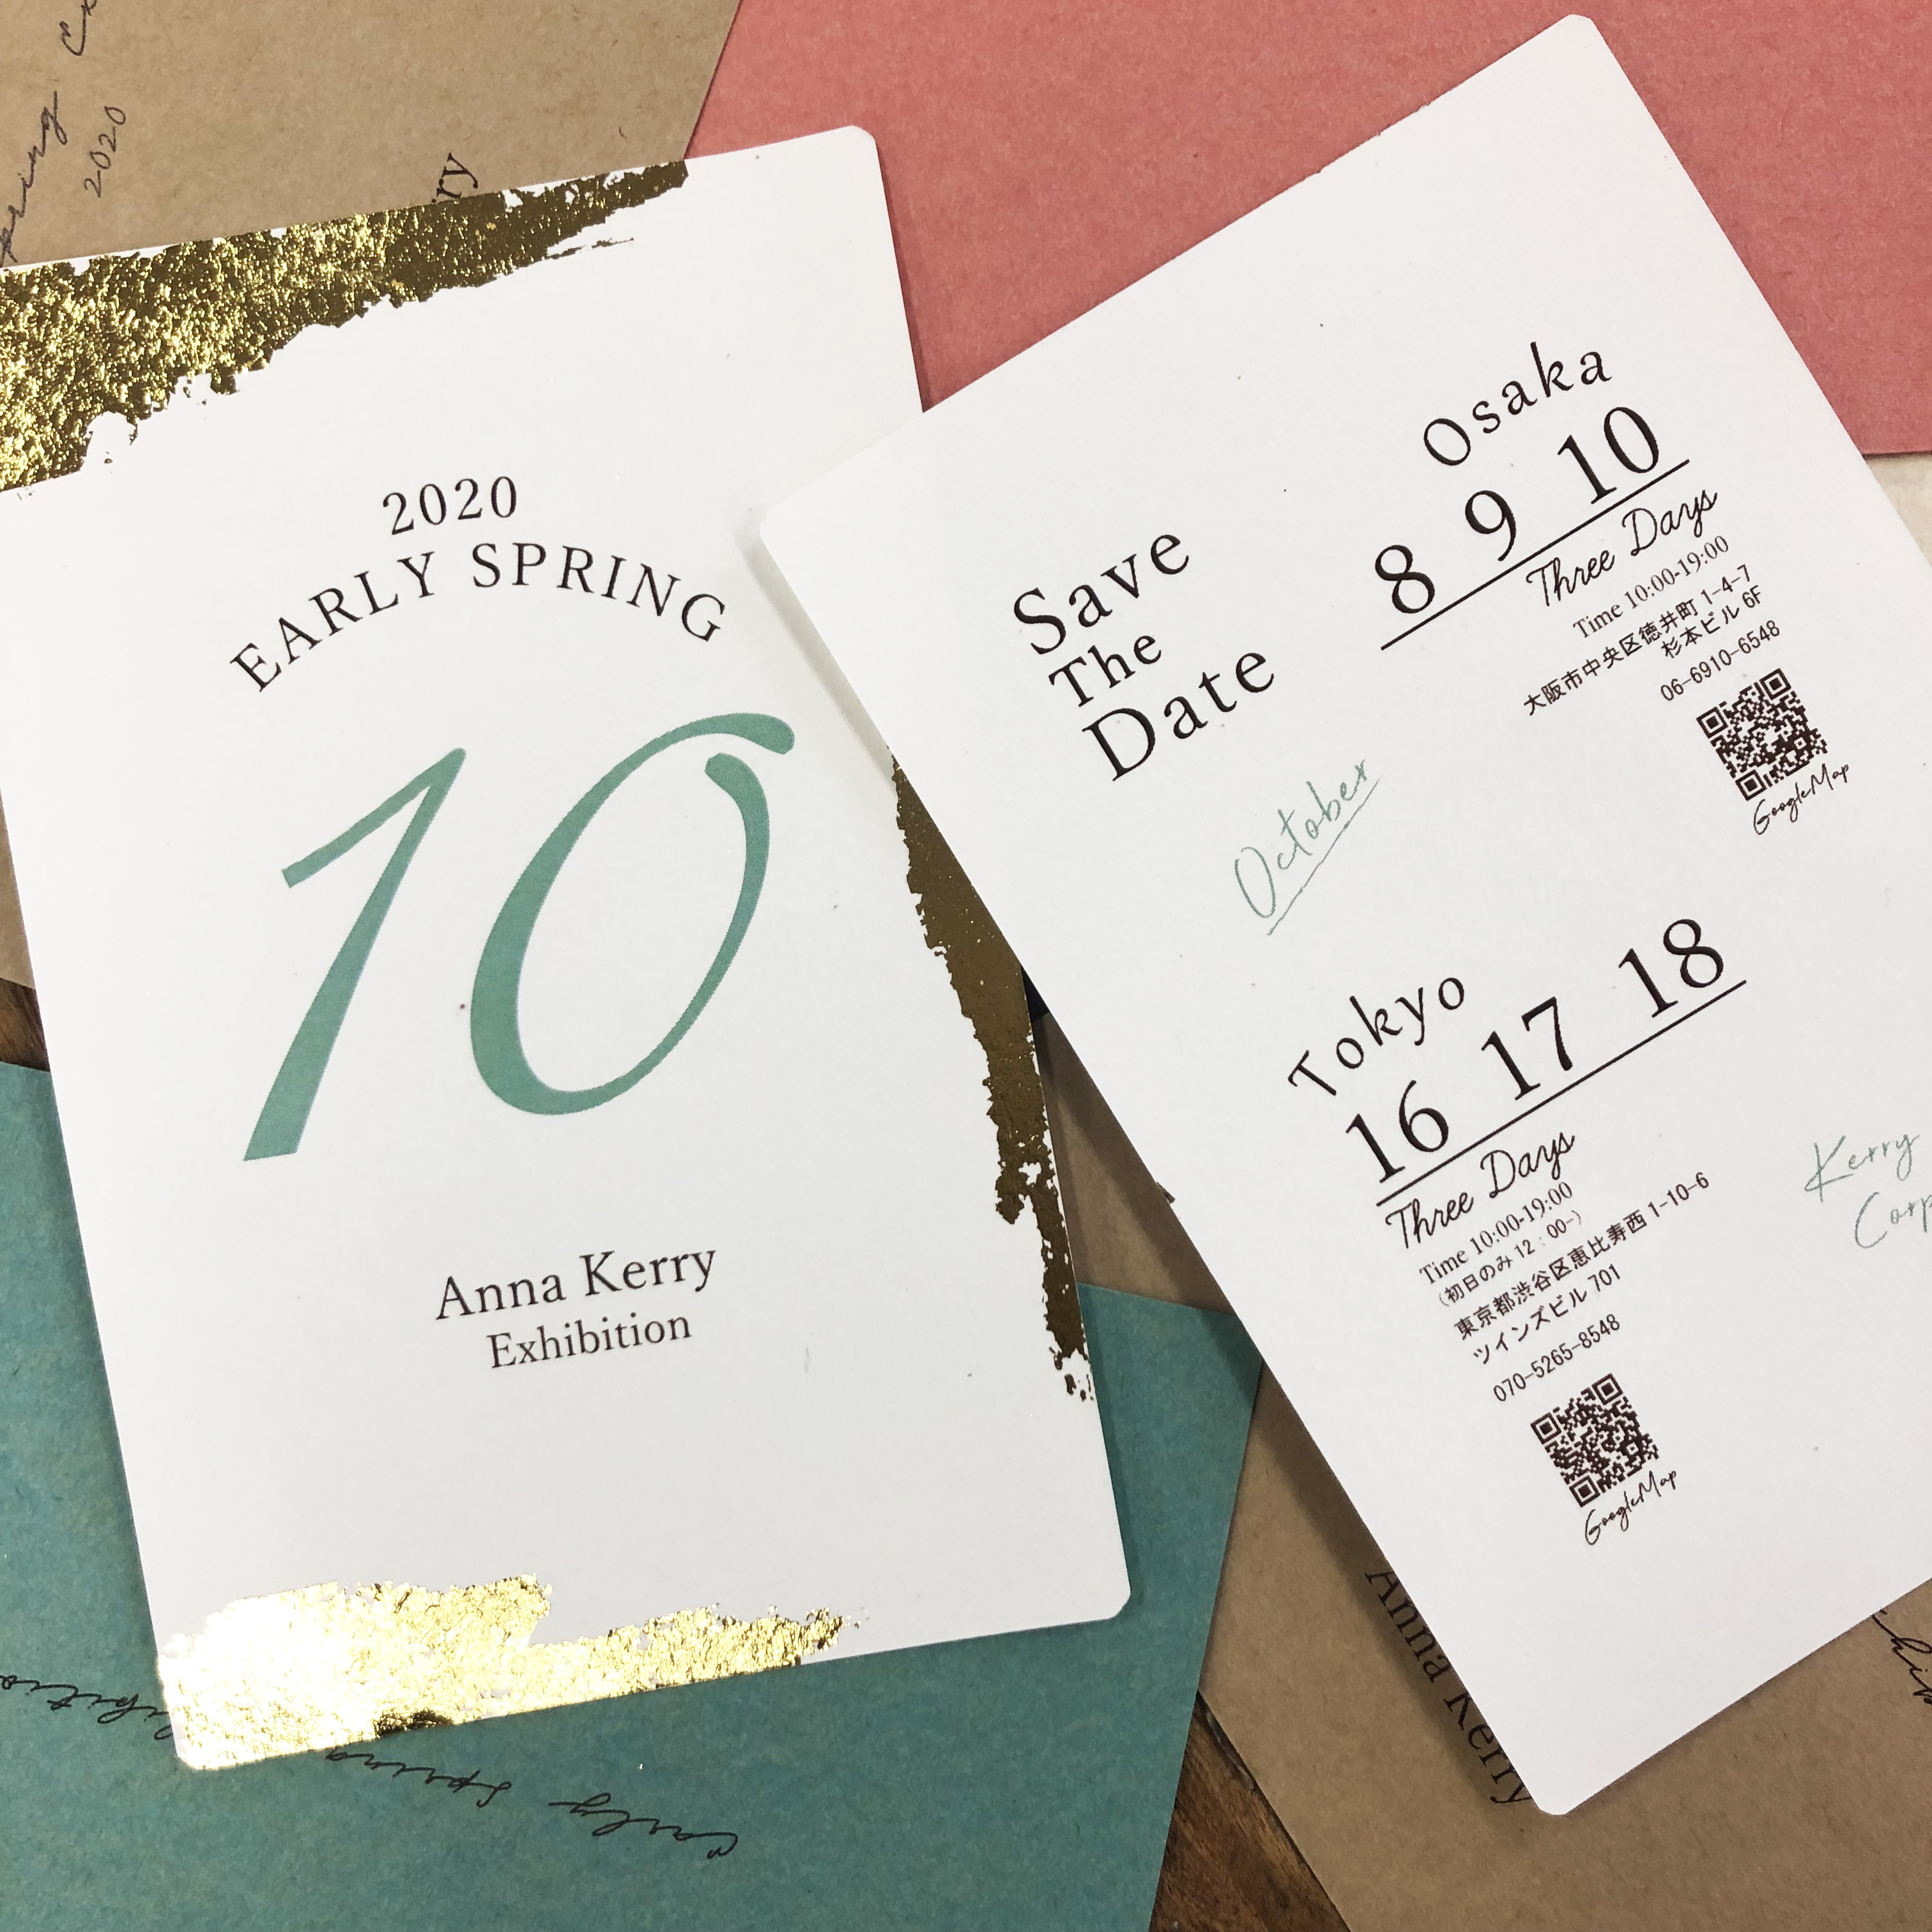 2020
EARLY SPRING
10
Anna Kerry
Exhibition
Save
The
Date
October
Osaka
8 9 10
Three Days
Time 10:00-19:00
大阪市中央区徳井町 1-4-7
杉本ビル 6F
06-6910-6548
GoogleMap
Tokyo
16 17 18
Three Days
Time 10:00-19:00
(初日のみ 12：00-)
東京都渋谷区恵比寿西 1-10-6
ツインズビル 701
070-5265-8548
GoogleMap
Kerry
Corp
2020
ry
Anna Kerry
Early Spring